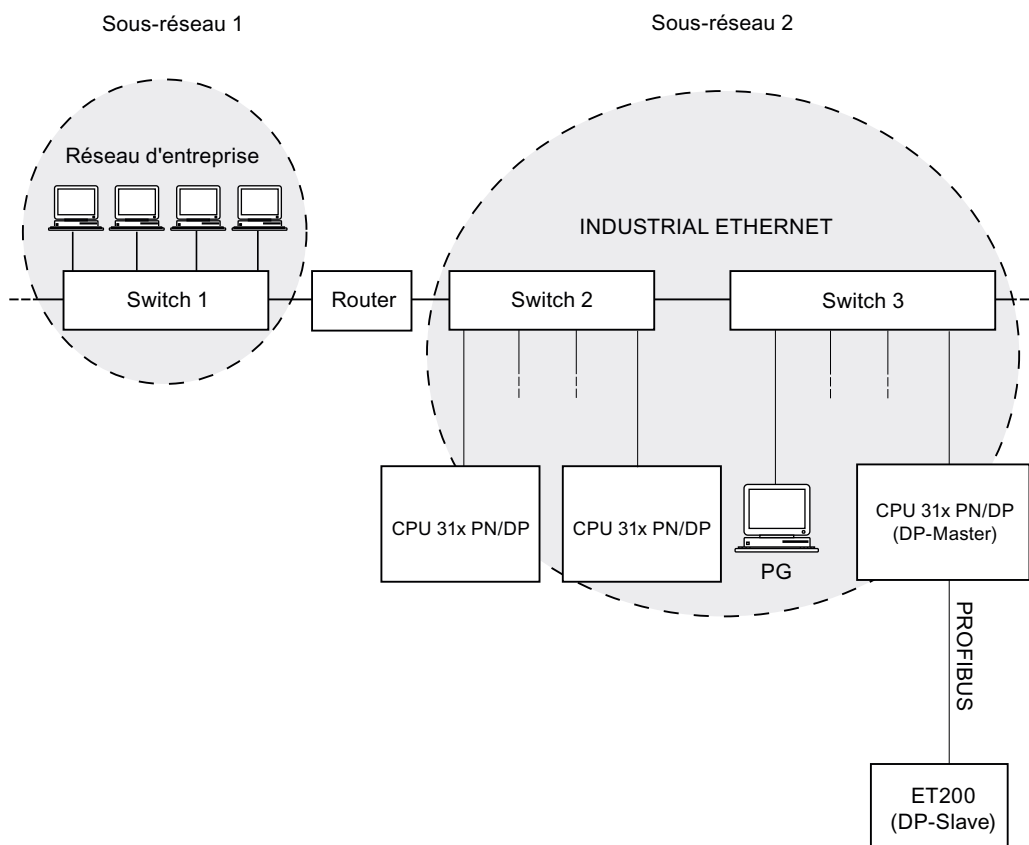 Sous-réseau 1
Sous-réseau 2
Réseau d'entreprise
INDUSTRIAL ETHERNET
Switch 1
Router
Switch 2
Switch 3
CPU 31x PN/DP
CPU 31x PN/DP
PG
CPU 31x PN/DP
(DP-Master)
PROFIBUS
ET200
(DP-Slave)